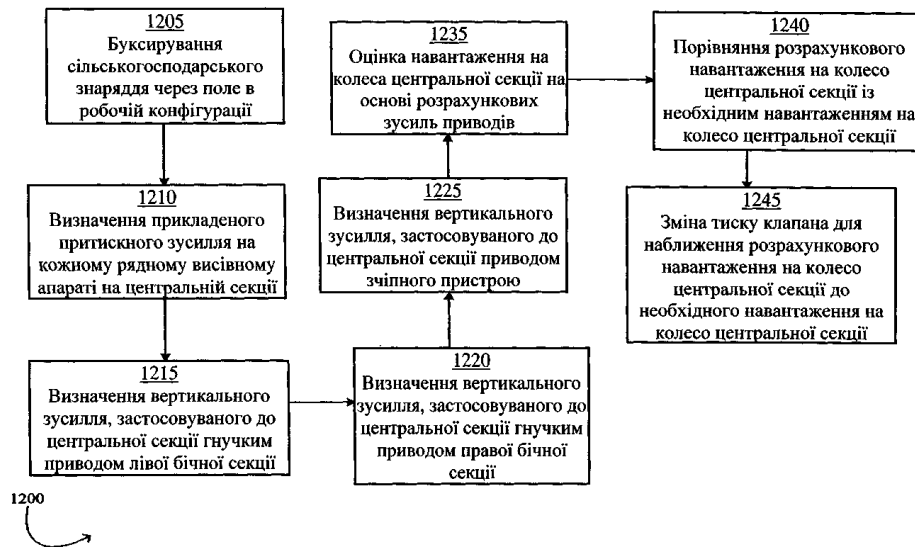 1205
Буксирування
сільськогосподарського
знаряддя через поле в
робочій конфігурації
1210
Визначення прикладеного
притискного зусилля на
кожному рядному висівному
апараті на центральній секції
1215
Визначення вертикального
зусилля, застосовуваного до
центральної секції гнучким
приводом лівої бічної секції
1220
Визначення вертикального
зусилля, застосовуваного до
центральної секції гнучким
приводом правої бічної
секції
1225
Визначення вертикального
зусилля, застосовуваного до
центральної секції приводом
зчіпного пристрою
1235
Оцінка навантаження на
колеса центральної секції на
основі розрахункових
зусиль приводів
1240
Порівняння розрахункового
навантаження на колесо
центральної секції із
необхідним навантаженням на
колесо центральної секції
1245
Зміна тиску клапана для
наближення розрахункового
навантаження на колесо
центральної секції до
необхідного навантаження на
колесо центральної секції
1200